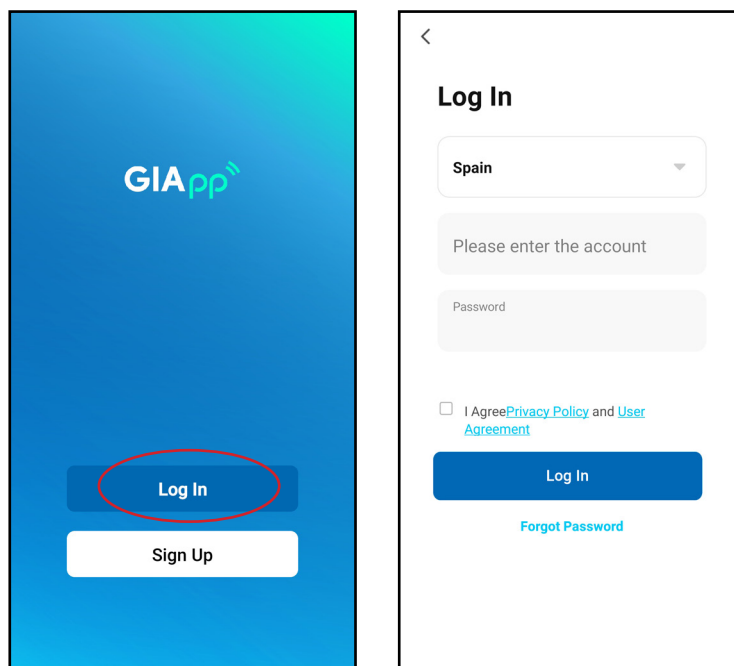 GIApp
Log In
Sign Up
Log In
Spain
Please enter the account
Password
I AgreePrivacy Policy and User
Agreement
Log In
Forgot Password